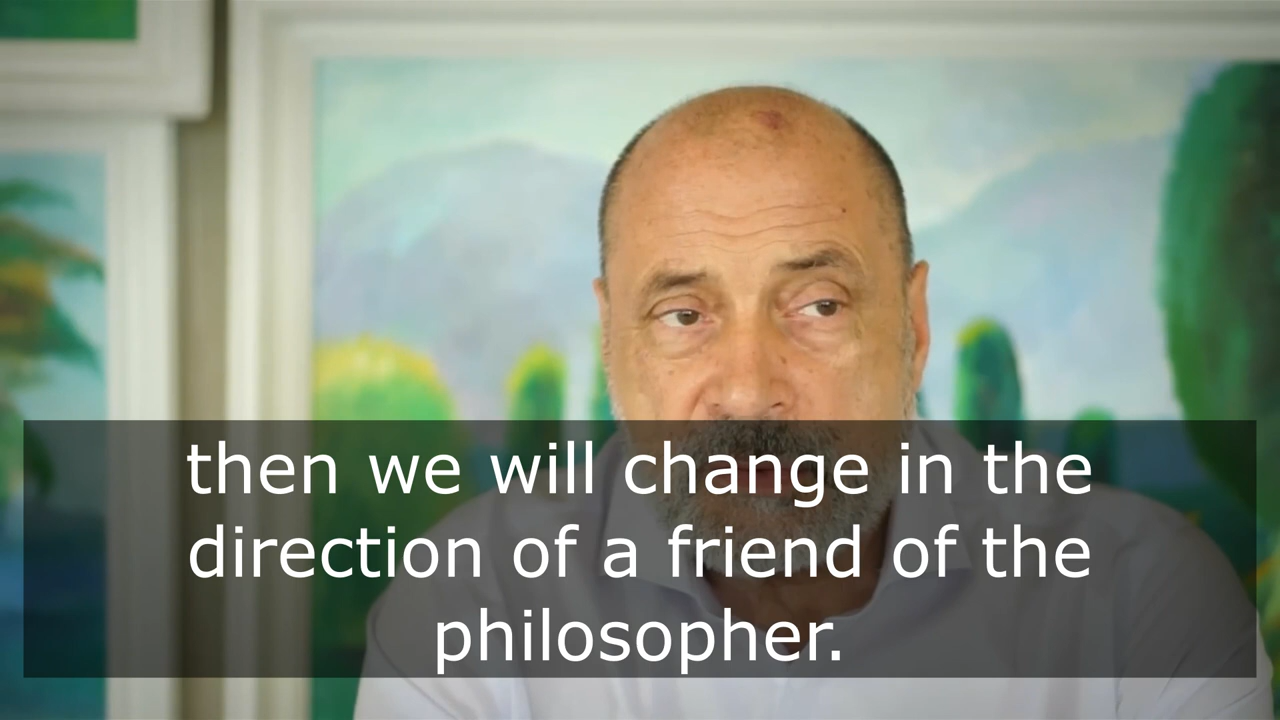 then we will change in the
direction of a friend of the
philosopher.